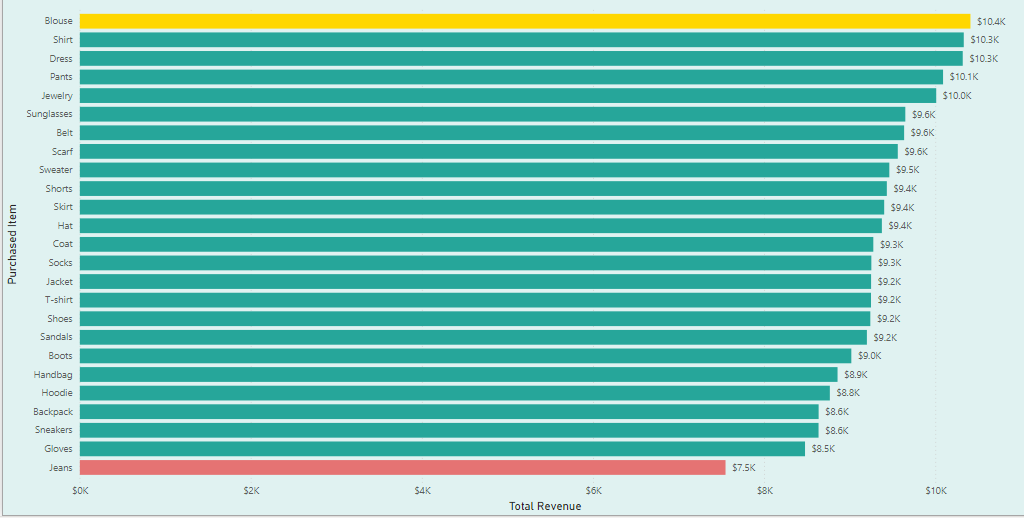 Blouse $10.4K
Shirt $10.3K
Dress $10.3K
Pants $10.1K
Jewelry $10.0K
Sunglasses $9.6K
Belt $9.6K
Scarf $9.6K
Sweater $9.5K
Shorts $9.4K
Skirt $9.4K
Hat $9.4K
Coat $9.3K
Socks $9.3K
Jacket $9.2K
T-shirt $9.2K
Shoes $9.2K
Sandals $9.2K
Boots $9.0K
Handbag $8.9K
Hoodie $8.8K
Backpack $8.6K
Sneakers $8.6K
Gloves $8.5K
Jeans $7.5K
Purchased Item
$0K $2K $4K $6K $8K $10K
Total Revenue